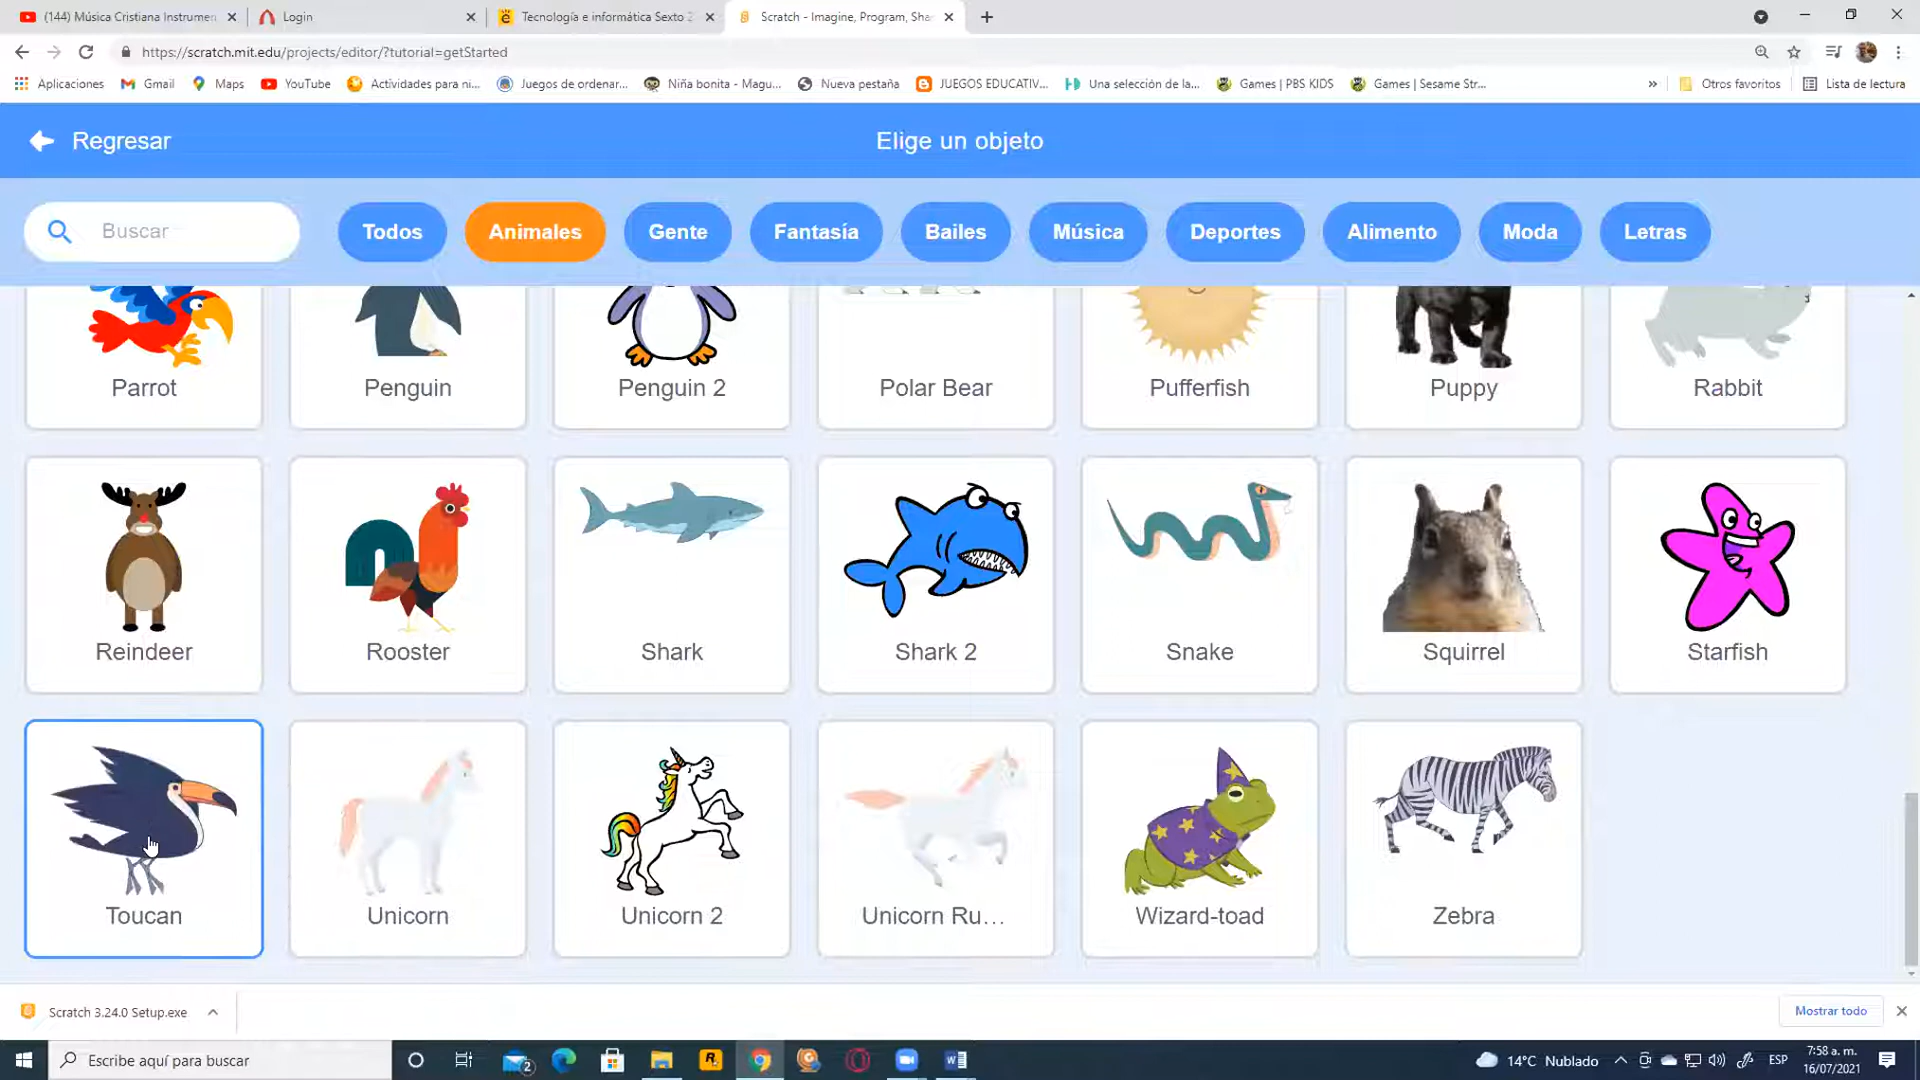 (144) Música Cristiana Instrumen
Login
Tecnología e informática Sexto 2
Scratch - Imagine, Program, Sha
https://scratch.mit.edu/projects/editor/?tutorial=getStarted
Aplicaciones
Gmail
Maps
YouTube
Actividades para ni...
Juegos de ordenar...
Niña bonita - Magu...
Nueva pestaña
JUEGOS EDUCATIV...
Una selección de la...
Games | PBS KIDS
Games | Sesame Str...
»
Otros favoritos
Lista de lectura
Regresar
Elige un objeto
Buscar
Todos
Animales
Gente
Fantasía
Bailes
Música
Deportes
Alimento
Moda
Letras
Parrot
Penguin
Penguin 2
Polar Bear
Pufferfish
Puppy
Rabbit
Reindeer
Rooster
Shark
Shark 2
Snake
Squirrel
Starfish
Toucan
Unicorn
Unicorn 2
Unicorn Ru...
Wizard-toad
Zebra
Scratch 3.24.0 Setup.exe
Mostrar todo
Escribe aquí para buscar
2
14°C Nublado
ESP
7:58 a. m.
16/07/2021